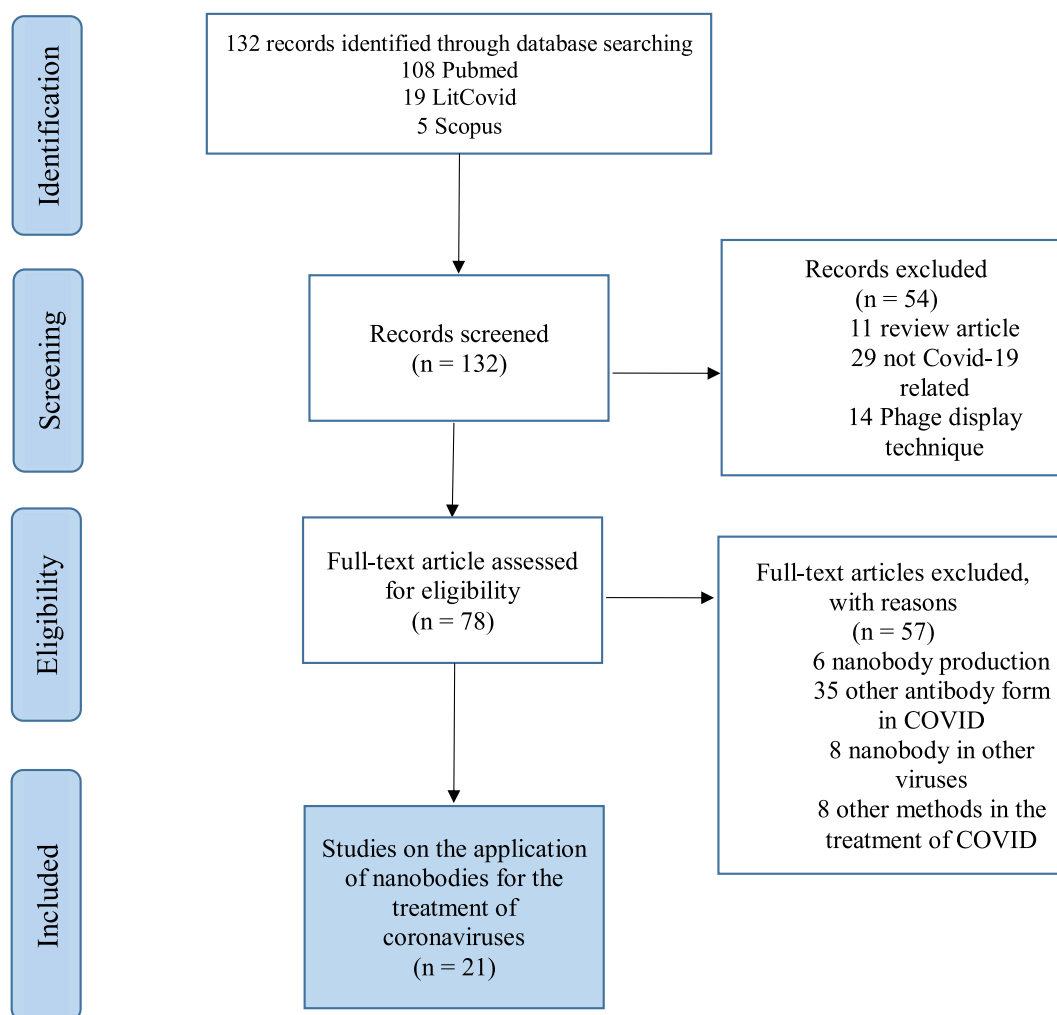 Identification
132 records identified through database searching
108 Pubmed
19 LitCovid
5 Scopus
Screening
Records screened
(n = 132)
Records excluded
(n = 54)
11 review article
29 not Covid-19
related
14 Phage display
technique
Eligibility
Full-text article assessed
for eligibility
(n = 78)
Full-text articles excluded,
with reasons
(n = 57)
6 nanobody production
35 other antibody form
in COVID
8 nanobody in other
viruses
8 other methods in the
treatment of COVID
Included
Studies on the application
of nanobodies for the
treatment of
coronaviruses
(n = 21)